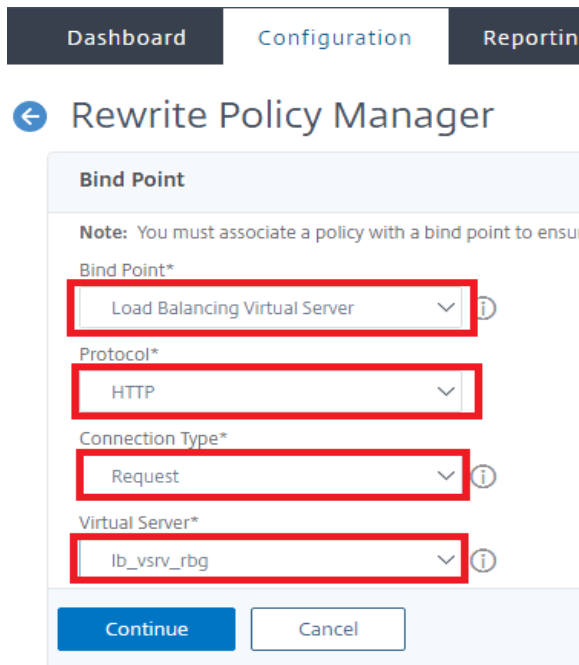 Dashboard Configuration Reportin
Rewrite Policy Manager
Bind Point
Note: You must associate a policy with a bind point to ensu
Bind Point*
Load Balancing Virtual Server
Protocol*
HTTP
Connection Type*
Request
Virtual Server*
lb_vsrv_rbg
Continue Cancel